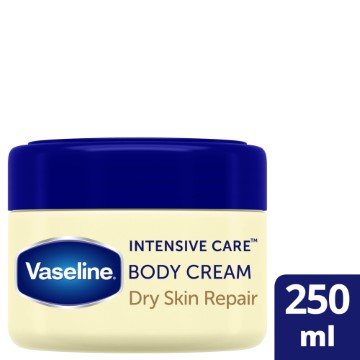 INTENSIVE CARE™
Vaseline.
BODY CREAM
Dry Skin Repair
250
ml